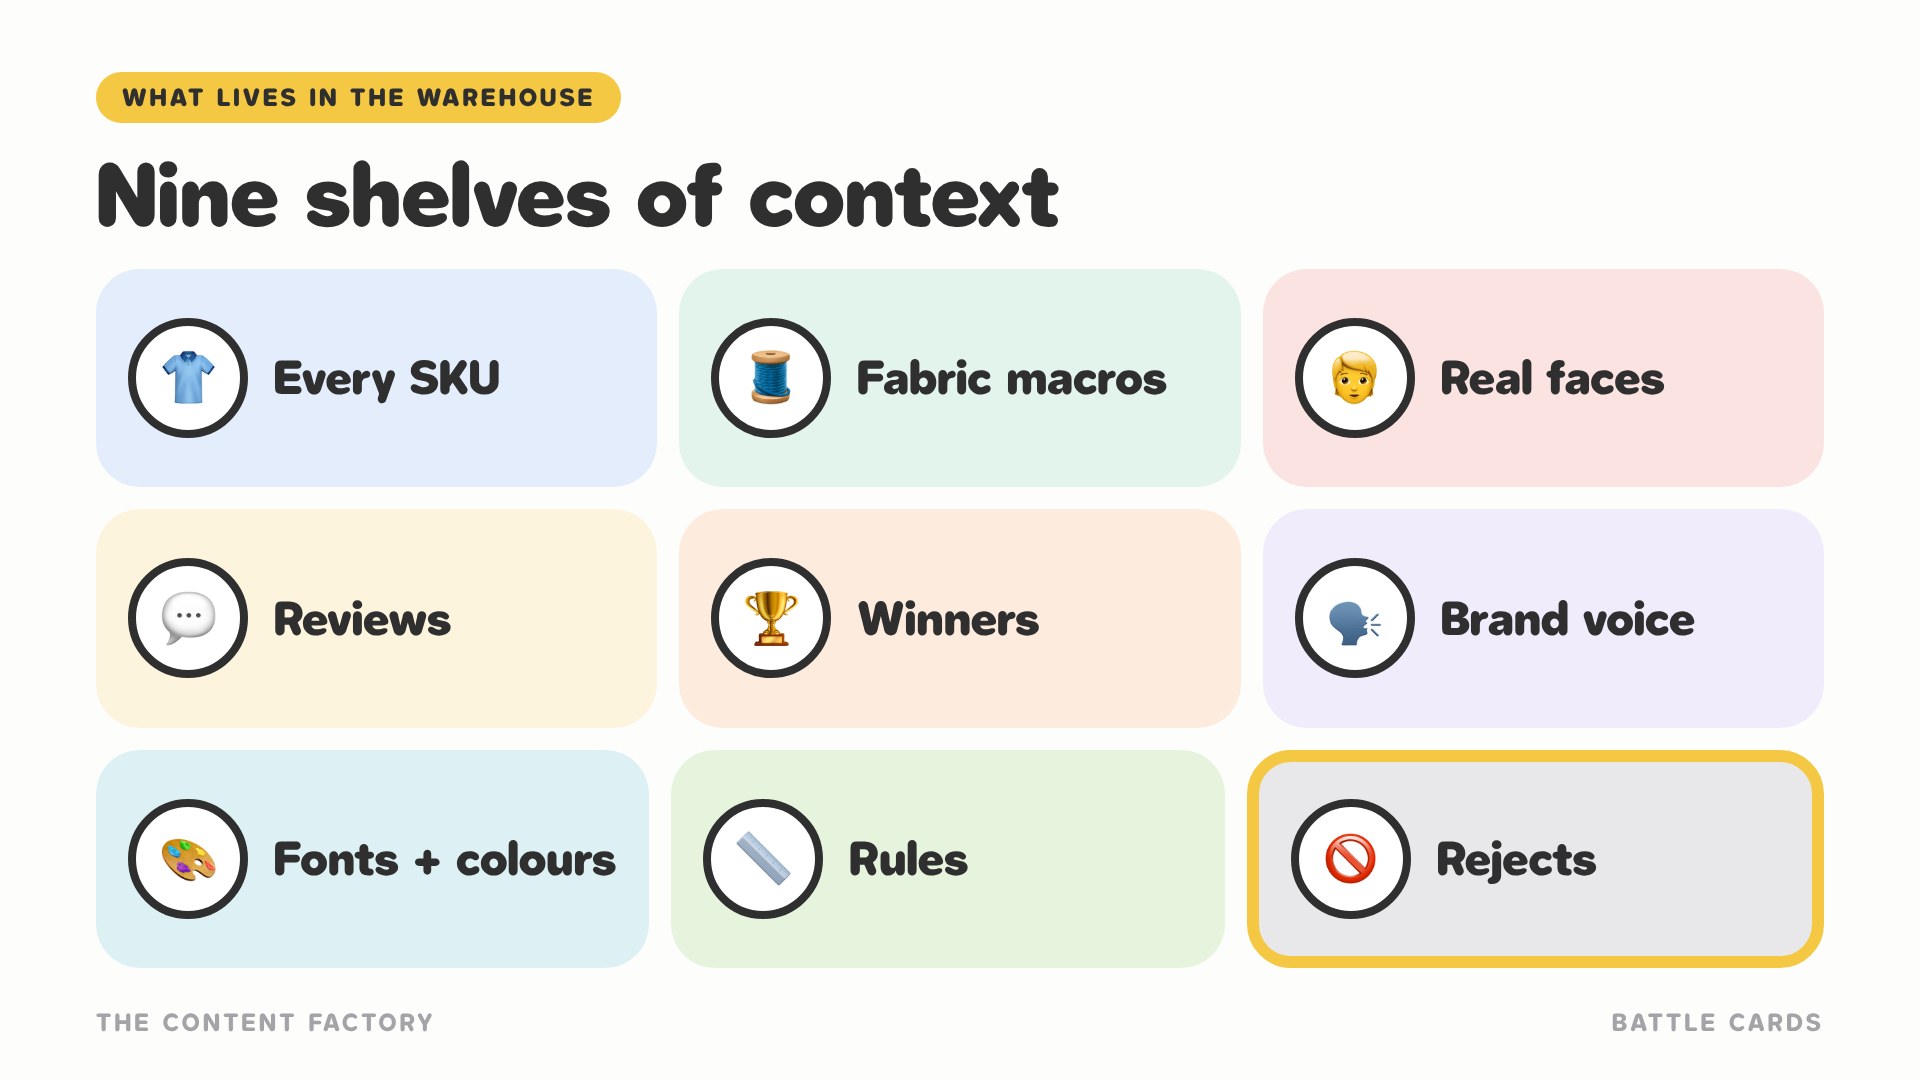 WHAT LIVES IN THE WAREHOUSE
Nine shelves of context
Every SKU
Fabric macros
Real faces
Reviews
Winners
Brand voice
Fonts + colours
Rules
Rejects
THE CONTENT FACTORY
BATTLE CARDS